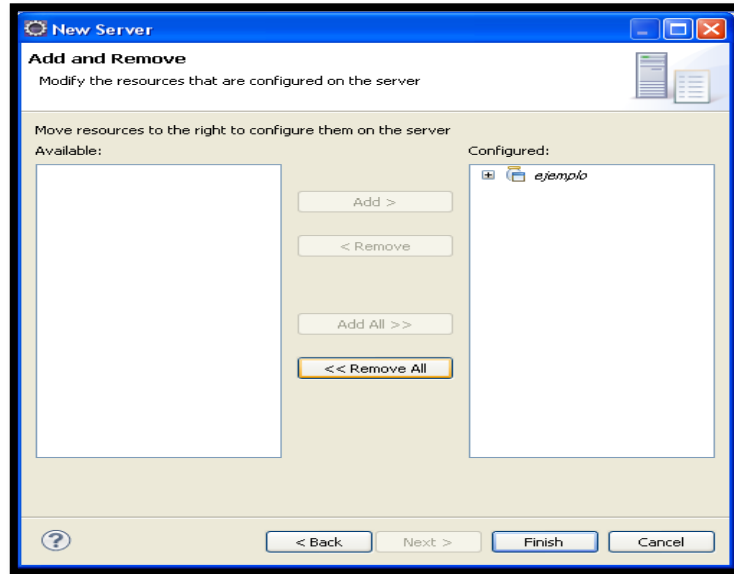 New Server
Add and Remove
Modify the resources that are configured on the server
Move resources to the right to configure them on the server
Available:
Configured:
ejemplo
Add >
< Remove
Add All >>
<< Remove All
?
< Back
Next >
Finish
Cancel